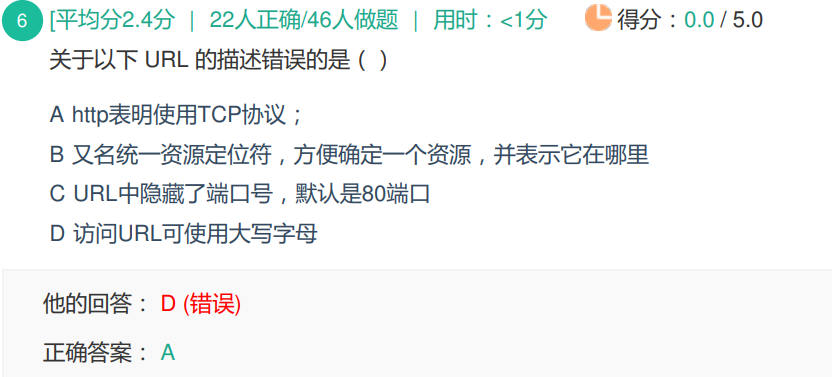 6 [平均分2.4分 | 22人正确/46人做题 | 用时：<1分 得分：0.0 / 5.0
关于以下 URL 的描述错误的是（ ）
A http表明使用TCP协议；
B 又名统一资源定位符，方便确定一个资源，并表示它在哪里
C URL中隐藏了端口号，默认是80端口
D 访问URL可使用大写字母
他的回答： D (错误)
正确答案： A